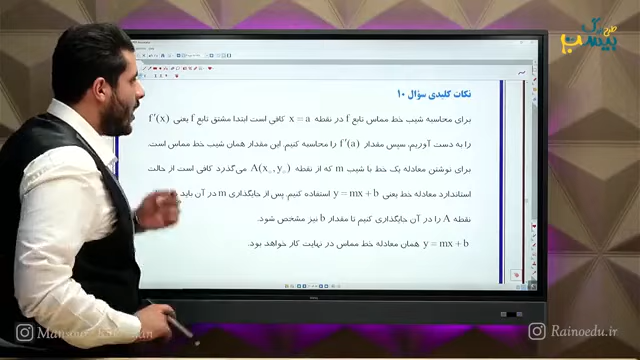 طرح بیست
نکات کلیدی سؤال ۱۰
برای محاسبه شیب خط مماس تابع f در نقطه x = a کافی است ابتدا مشتق تابع f یعنی f′(x)
را به دست آوریم، سپس مقدار f′(a) را محاسبه کنیم. این مقدار همان شیب خط مماس است.
برای نوشتن معادله یک خط با شیب m که از نقطه A(x₀, y₀) می‌گذرد کافی است از حالت
استاندارد معادله خط یعنی y = mx + b استفاده کنیم. پس از جایگذاری m در آن باید
نقطه A را در آن جایگذاری کنیم تا مقدار b نیز مشخص شود.
y = mx + b همان معادله خط مماس در نهایت کار خواهد بود.
Rainoedu.ir